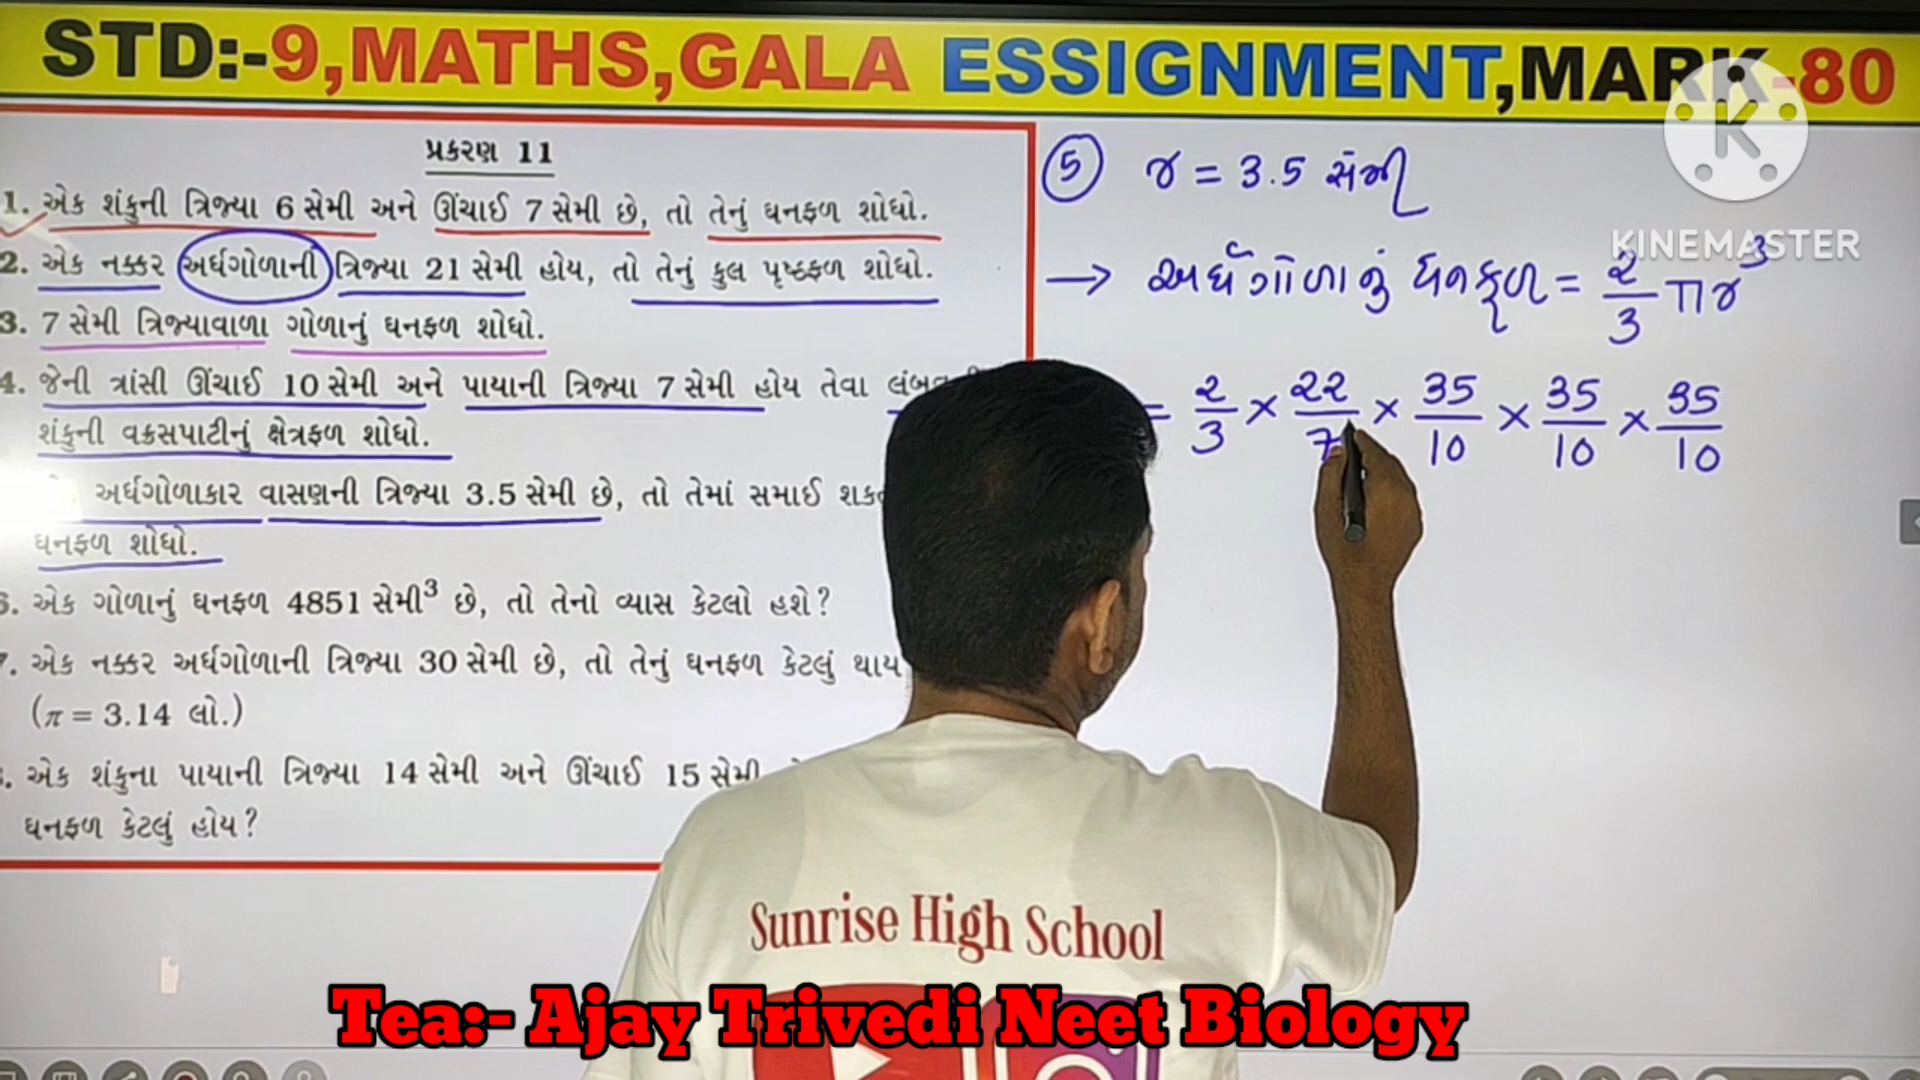 STD:-9,MATHS,GALA ESSIGNMENT,MARK-80
KINEMASTER
પ્રકરણ 11
1. એક શંકુની ત્રિજ્યા 6 સેમી અને ઊંચાઈ 7 સેમી છે, તો તેનું ઘનફળ શોધો.
2. એક નક્કર અર્ધગોળાની ત્રિજ્યા 21 સેમી હોય, તો તેનું કુલ પૃષ્ઠફળ શોધો.
3. 7 સેમી ત્રિજ્યાવાળા ગોળાનું ઘનફળ શોધો.
4. જેની ત્રાંસી ઊંચાઈ 10 સેમી અને પાયાની ત્રિજ્યા 7 સેમી હોય તેવા
શંકુની વક્રસપાટીનું ક્ષેત્રફળ શોધો.
અર્ધગોળાકાર વાસણની ત્રિજ્યા 3.5 સેમી છે, તો તેમાં સમાઈ
ઘનફળ શોધો.
6. એક ગોળાનું ઘનફળ 4851 સેમી³ છે, તો તેનો વ્યાસ કેટલો હશે?
7. એક નક્કર અર્ધગોળાની ત્રિજ્યા 30 સેમી છે, તો તેનું ઘનફળ કેટલું થાય
(π = 3.14 લો.)
. એક શંકુના પાયાની ત્રિજ્યા 14 સેમી અને ઊંચાઈ 15 સેમી
ઘનફળ કેટલું હોય?
5 r = 3.5 સેમી
→ અર્ધગોળાનું ઘનફળ = 2/3 πr³
= 2/3 × 22/7 × 35/10 × 35/10 × 35/10
Sunrise High School
Tea:- Ajay Trivedi Neet Biology